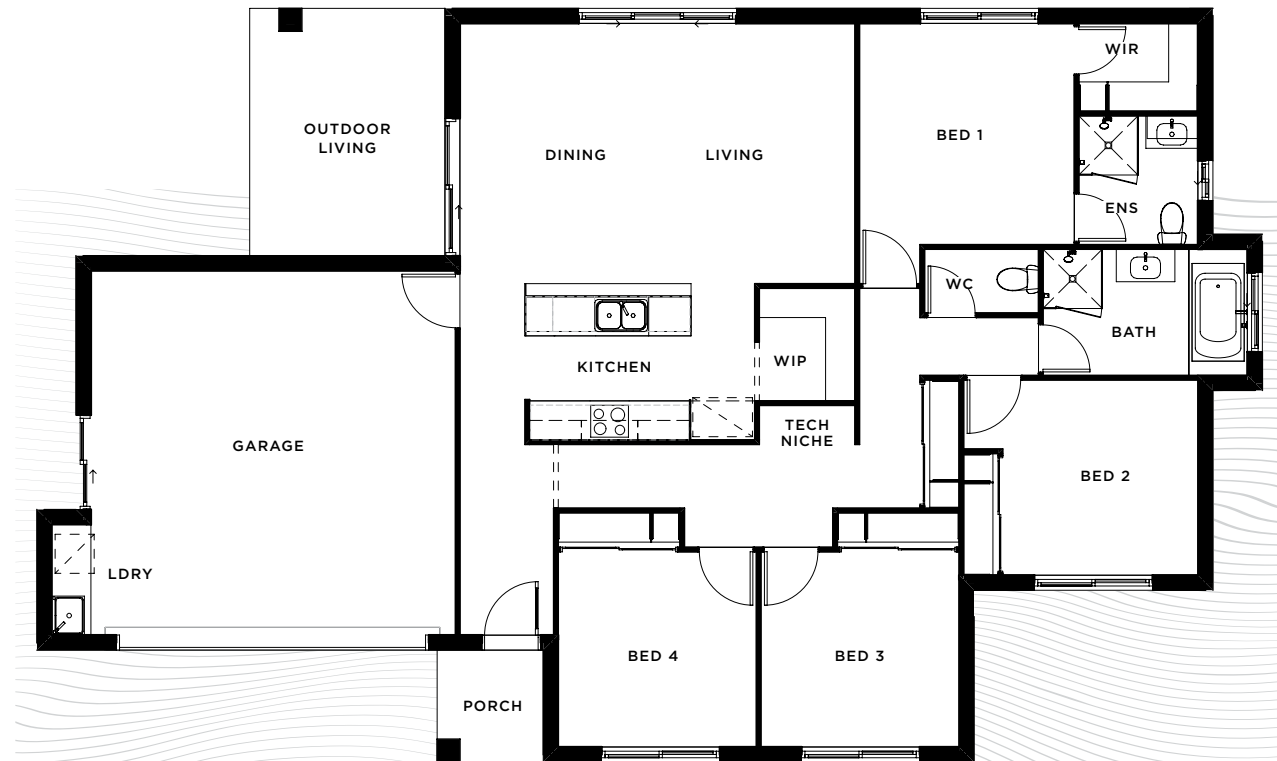 WIR
OUTDOOR
LIVING
BED 1
DINING
LIVING
ENS
WC
BATH
KITCHEN
WIP
TECH
NICHE
GARAGE
BED 2
LDRY
BED 4
BED 3
PORCH